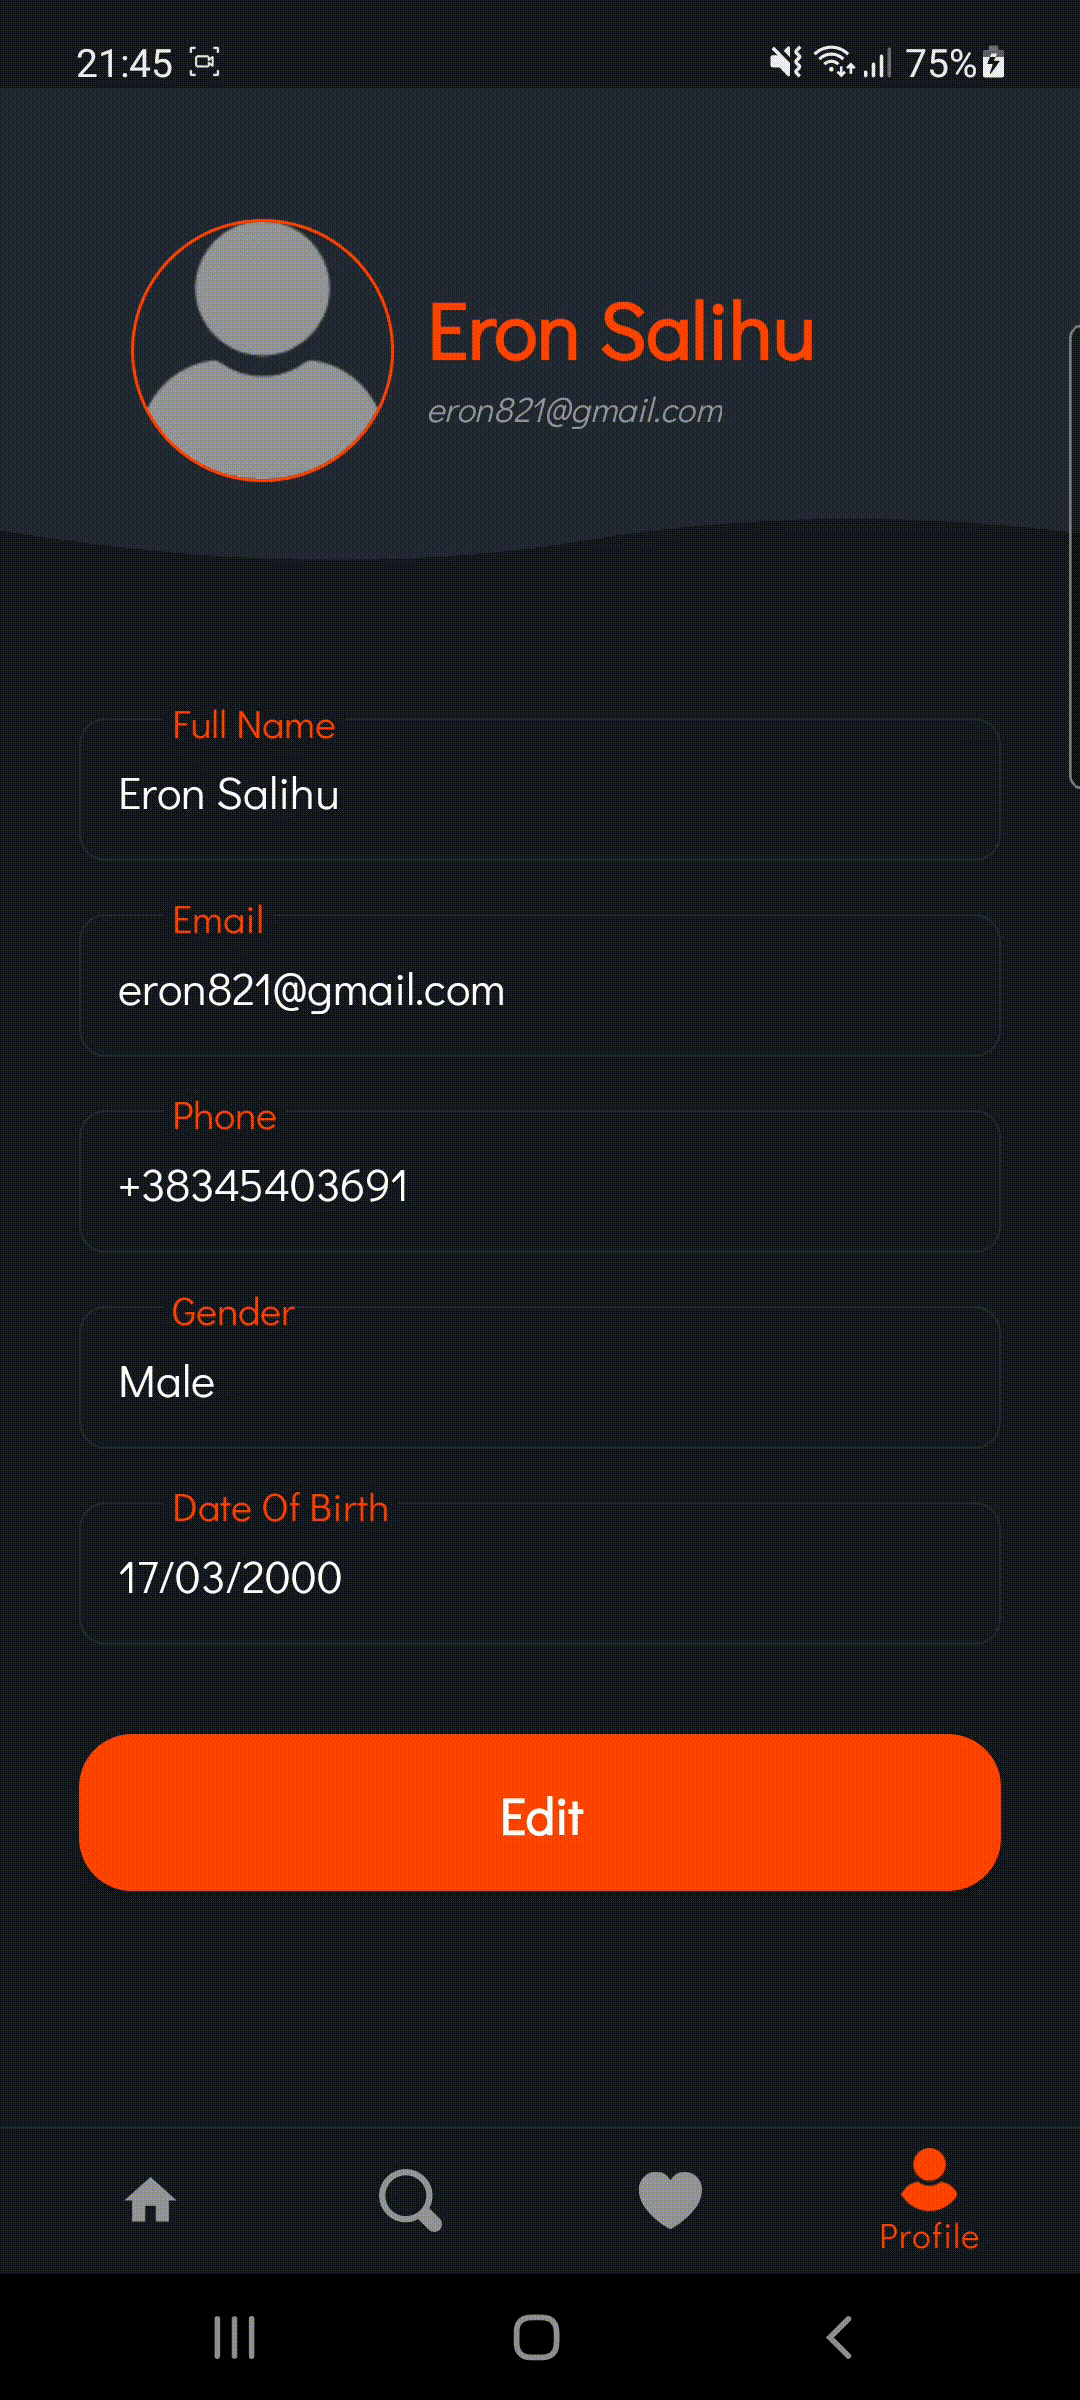 21:45 75%
Eron Salihu
eron821@gmail.com
Full Name
Eron Salihu
Email
eron821@gmail.com
Phone
+38345403691
Gender
Male
Date Of Birth
17/03/2000
Edit
Profile